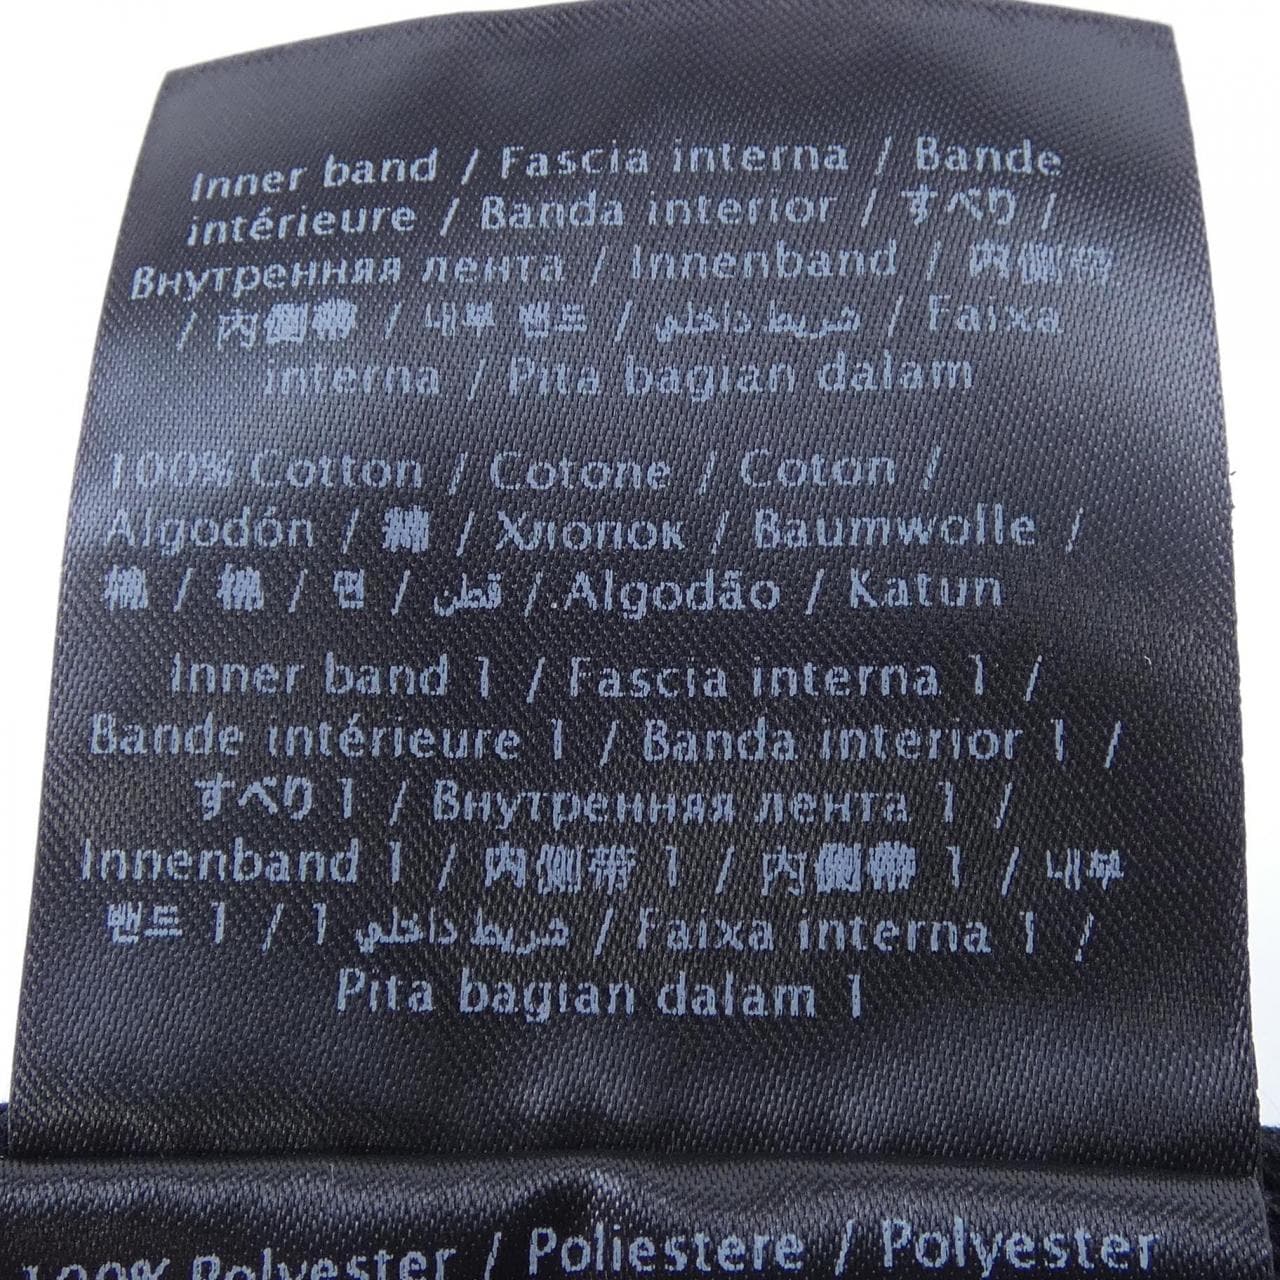 Inner band / Fascia interna / Bande
intérieure / Banda interior / すべり /
Внутренняя лента / Innenband / 内側帯
/ 內側帶 / 내부 밴드 / شريط داخلي / Faixa
interna / Pita bagian dalam
100% Cotton / Cotone / Coton /
Algodón / 綿 / Хлопок / Baumwolle /
棉 / 棉 / 면 / قطن / Algodão / Katun
Inner band 1 / Fascia interna 1 /
Bande intérieure 1 / Banda interior 1 /
すべり 1 / Внутренняя лента 1 /
Innenband 1 / 内側带 1 / 內側帶 1 / 내부
밴드 1 / شريط داخلي 1 / Faixa interna 1 /
Pita bagian dalam 1
100% Polyester / Poliestere / Polyester